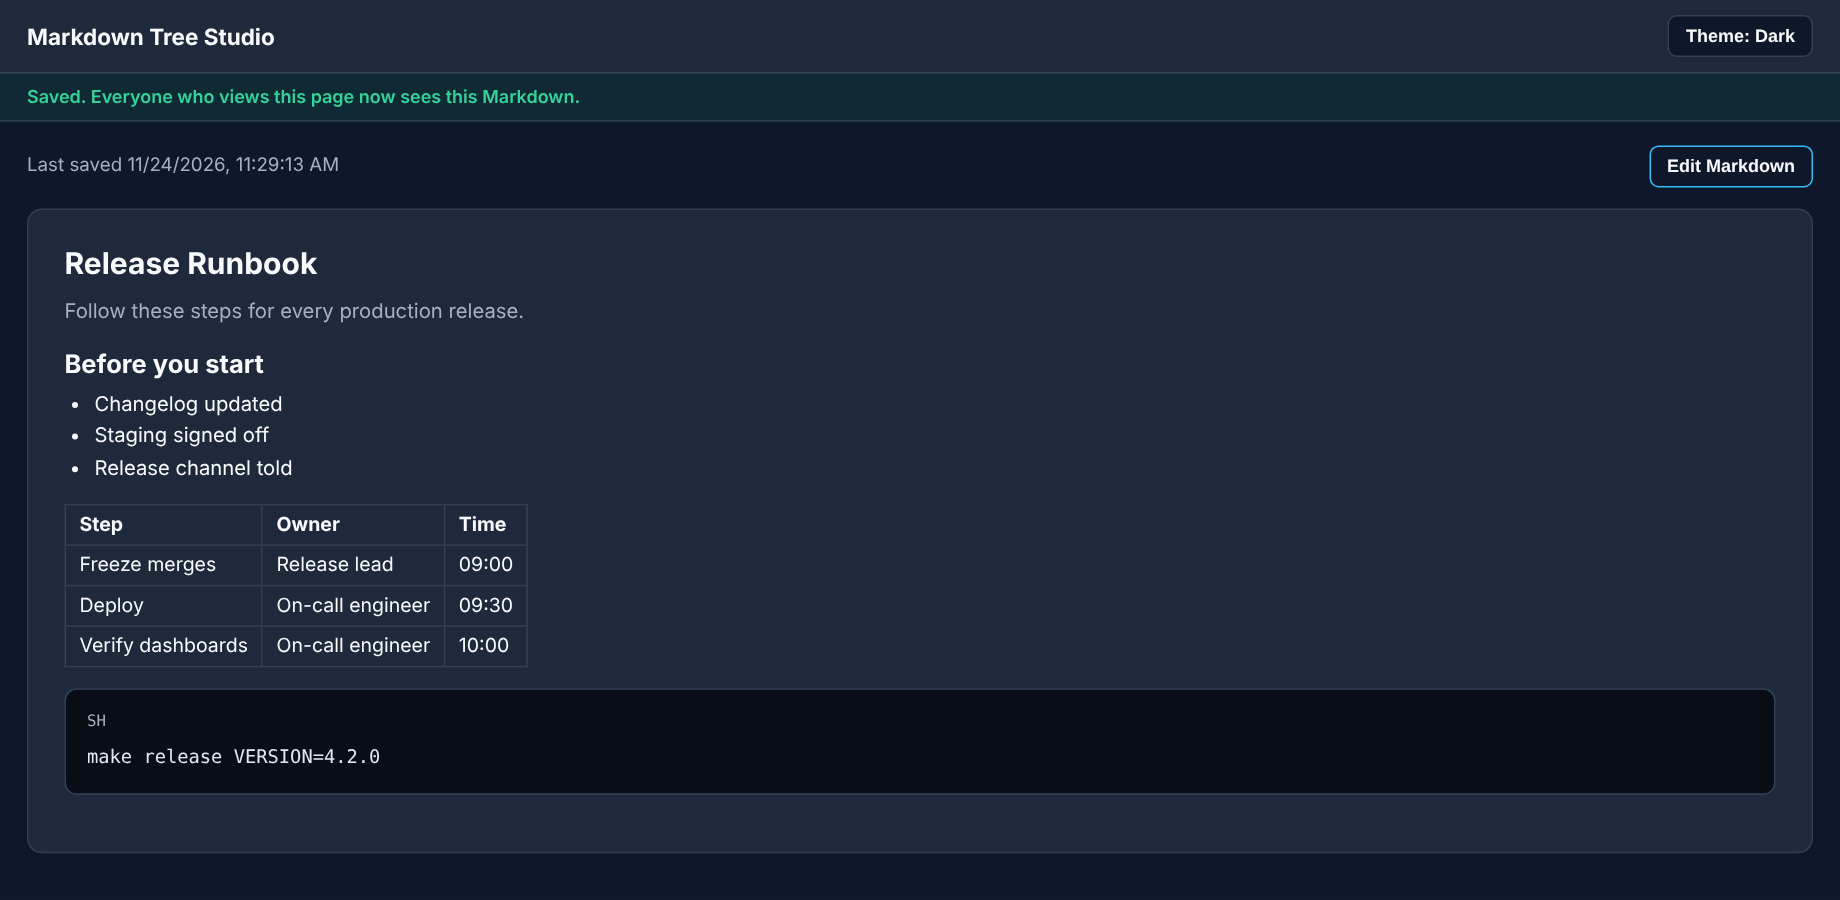 Markdown Tree Studio
Theme: Dark
Saved. Everyone who views this page now sees this Markdown.
Last saved 11/24/2026, 11:29:13 AM
Edit Markdown
Release Runbook
Follow these steps for every production release.
Before you start
• Changelog updated
• Staging signed off
• Release channel told
Step Owner Time
Freeze merges Release lead 09:00
Deploy On-call engineer 09:30
Verify dashboards On-call engineer 10:00
SH
make release VERSION=4.2.0